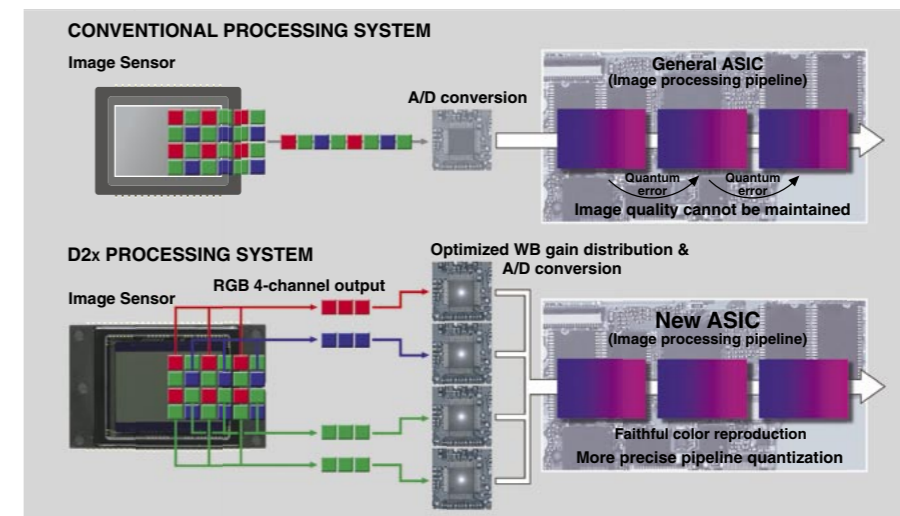 CONVENTIONAL PROCESSING SYSTEM
Image Sensor
A/D conversion
General ASIC
(Image processing pipeline)
Quantum
error
Quantum
error
Image quality cannot be maintained
D2x PROCESSING SYSTEM
Image Sensor
RGB 4-channel output
Optimized WB gain distribution &
A/D conversion
New ASIC
(Image processing pipeline)
Faithful color reproduction
More precise pipeline quantization